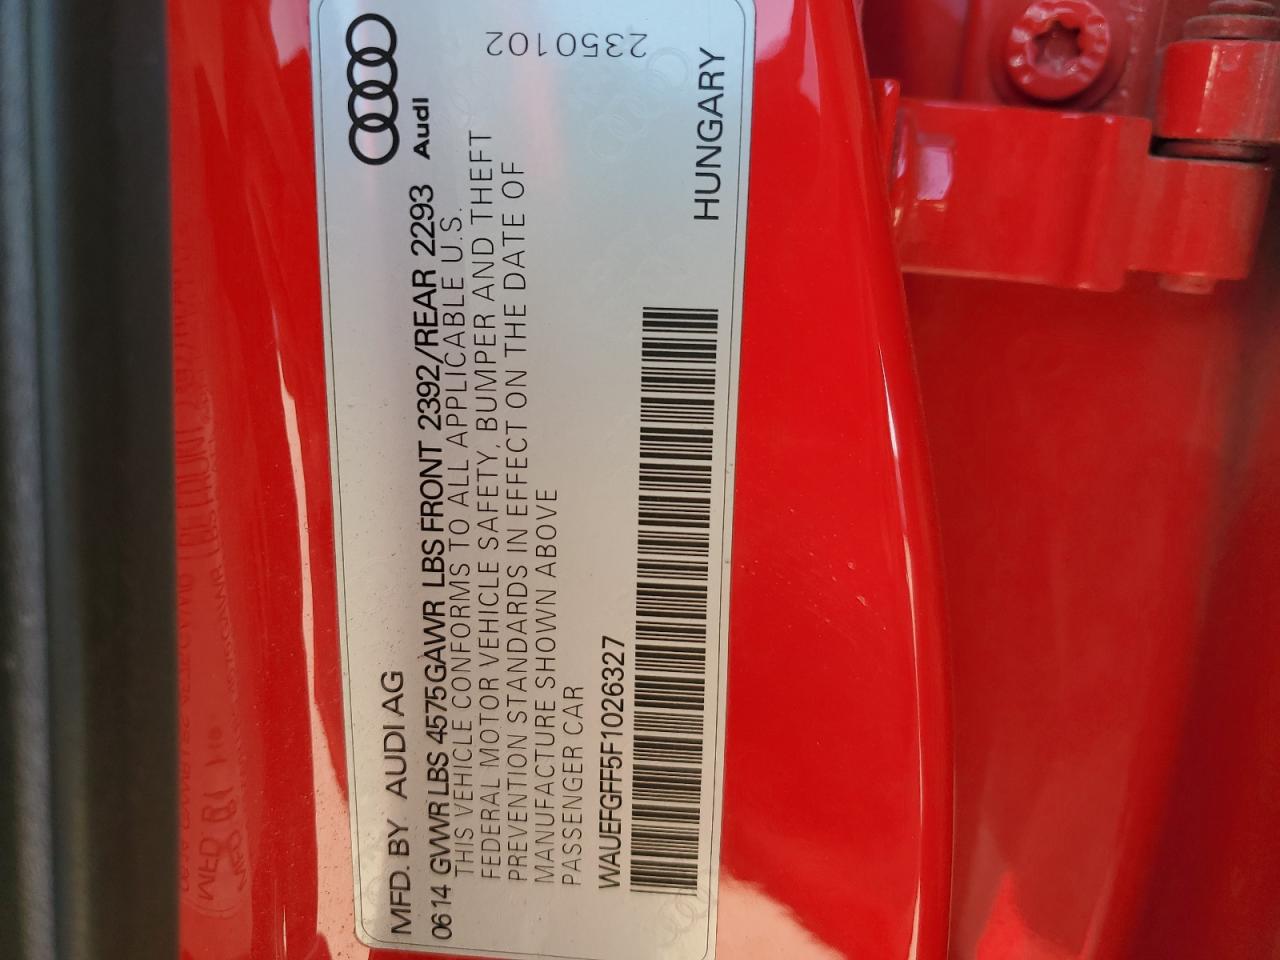 MFD. BY AUDI AG
0614 GWWR LBS 4575 GAWR LBS FRONT 2392/REAR 2293 Audi
THIS VEHICLE CONFORMS TO ALL APPLICABLE U.S.
FEDERAL MOTOR VEHICLE SAFETY, BUMPER AND THEFT
PREVENTION STANDARDS IN EFFECT ON THE DATE OF
MANUFACTURE SHOWN ABOVE
PASSENGER CAR
WAUEFGFF5F1026327
HUNGARY
2350102